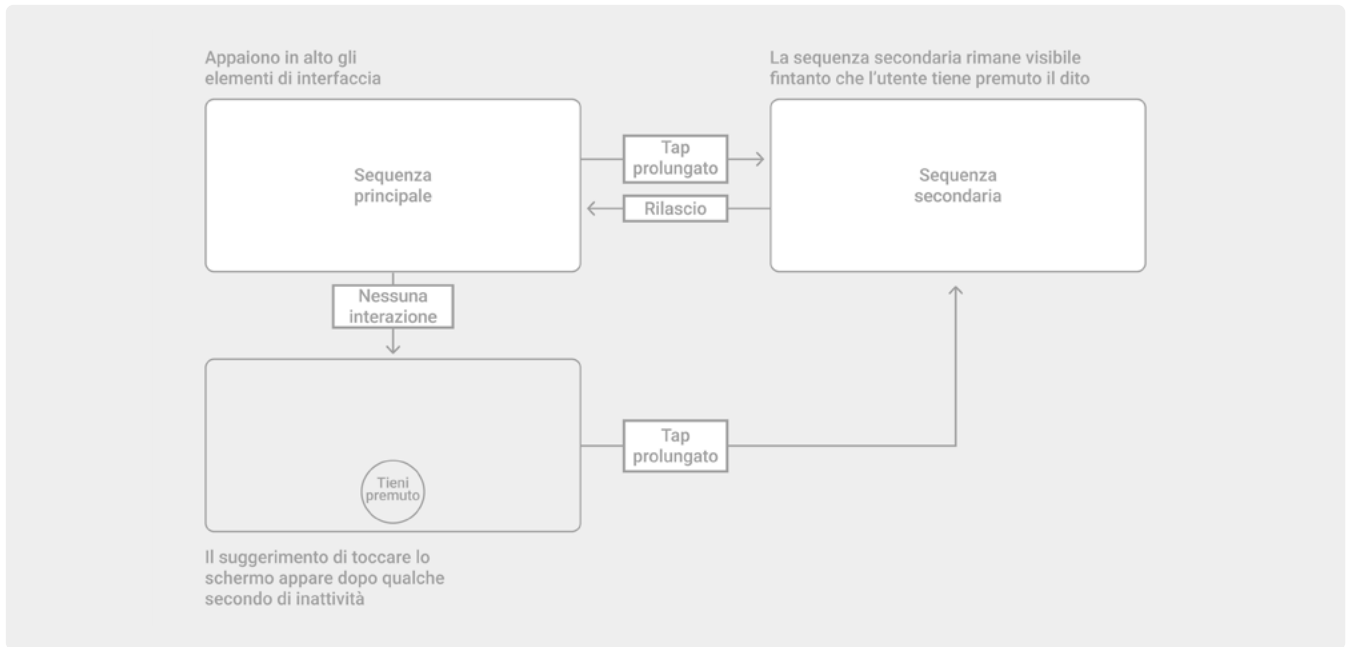 Appaiono in alto gli
elementi di interfaccia
La sequenza secondaria rimane visibile
fintanto che l'utente tiene premuto il dito
Sequenza
principale
Tap
prolungato
Rilascio
Sequenza
secondaria
Nessuna
interazione
Tap
prolungato
Tieni
premuto
Il suggerimento di toccare lo
schermo appare dopo qualche
secondo di inattività